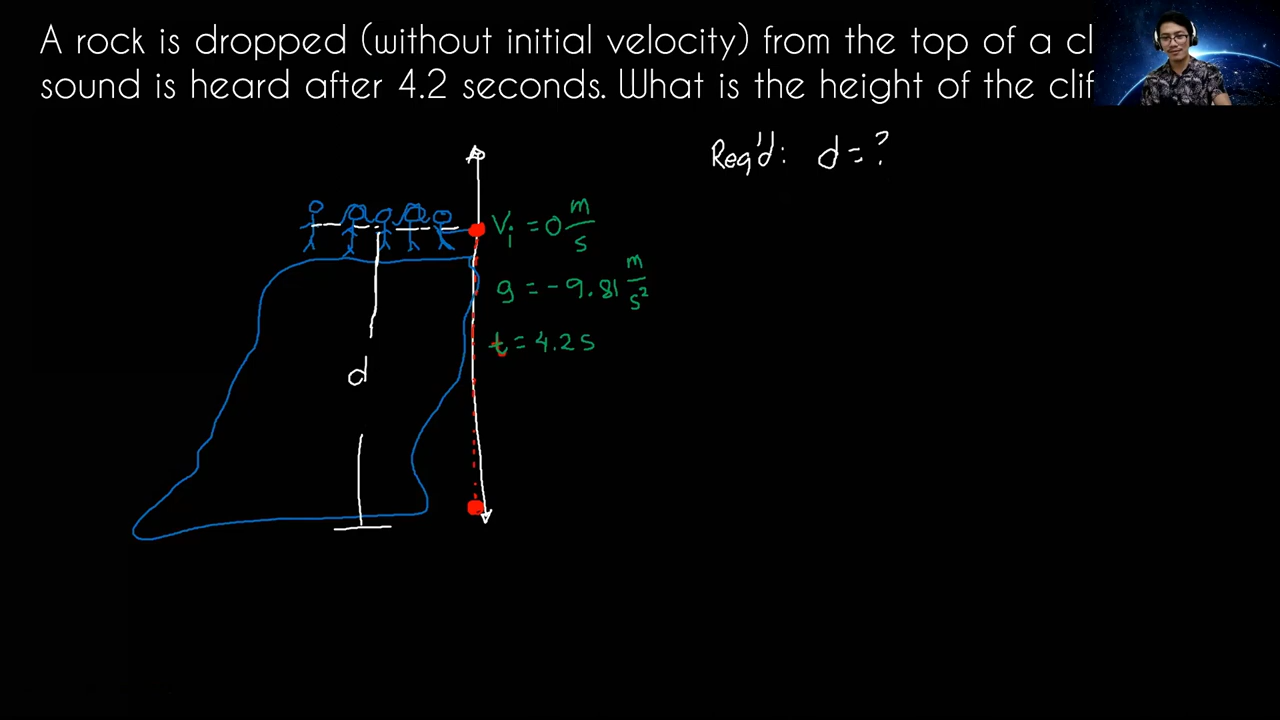 A rock is dropped (without initial velocity) from the top of a cl
sound is heard after 4.2 seconds. What is the height of the clif
Req'd: d = ?
Vi = 0 m/s
g = -9.81 m/s²
t = 4.2 s
d